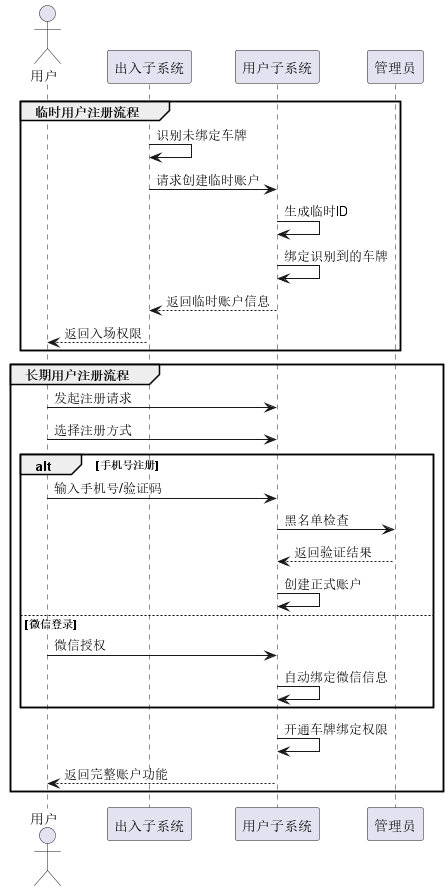 用户
出入子系统
用户子系统
管理员
临时用户注册流程
识别未绑定车牌
请求创建临时账户
生成临时ID
绑定识别到的车牌
返回临时账户信息
返回入场权限
长期用户注册流程
发起注册请求
选择注册方式
alt
[手机号注册]
输入手机号/验证码
黑名单检查
返回验证结果
创建正式账户
[微信登录]
微信授权
自动绑定微信信息
开通车牌绑定权限
返回完整账户功能
用户
出入子系统
用户子系统
管理员